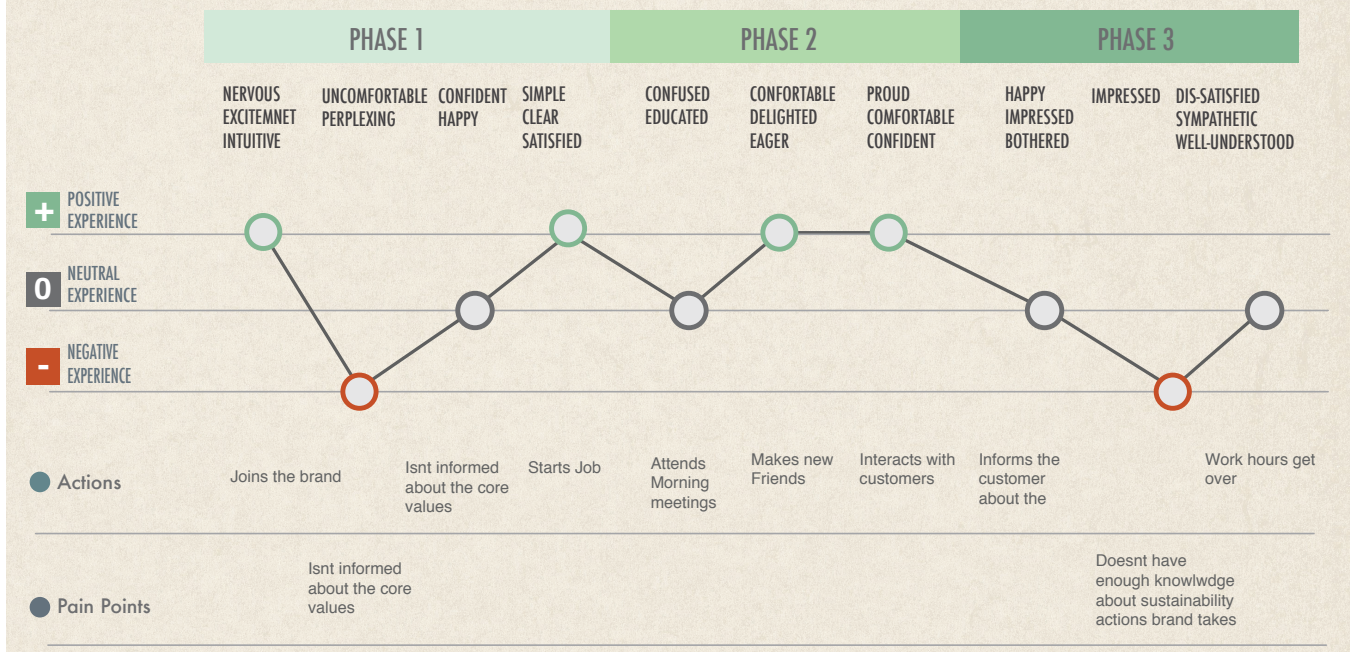 PHASE 1
PHASE 2
PHASE 3
NERVOUS
EXCITEMNET
INTUITIVE
UNCOMFORTABLE
PERPLEXING
CONFIDENT
HAPPY
SIMPLE
CLEAR
SATISFIED
CONFUSED
EDUCATED
CONFORTABLE
DELIGHTED
EAGER
PROUD
COMFORTABLE
CONFIDENT
HAPPY
IMPRESSED
BOTHERED
IMPRESSED
DIS-SATISFIED
SYMPATHETIC
WELL-UNDERSTOOD
+
POSITIVE
EXPERIENCE
0
NEUTRAL
EXPERIENCE
-
NEGATIVE
EXPERIENCE
Actions
Joins the brand
Isnt informed
about the core
values
Starts Job
Attends
Morning
meetings
Makes new
Friends
Interacts with
customers
Informs the
customer
about the
Work hours get
over
Pain Points
Isnt informed
about the core
values
Doesnt have
enough knowlwdge
about sustainability
actions brand takes